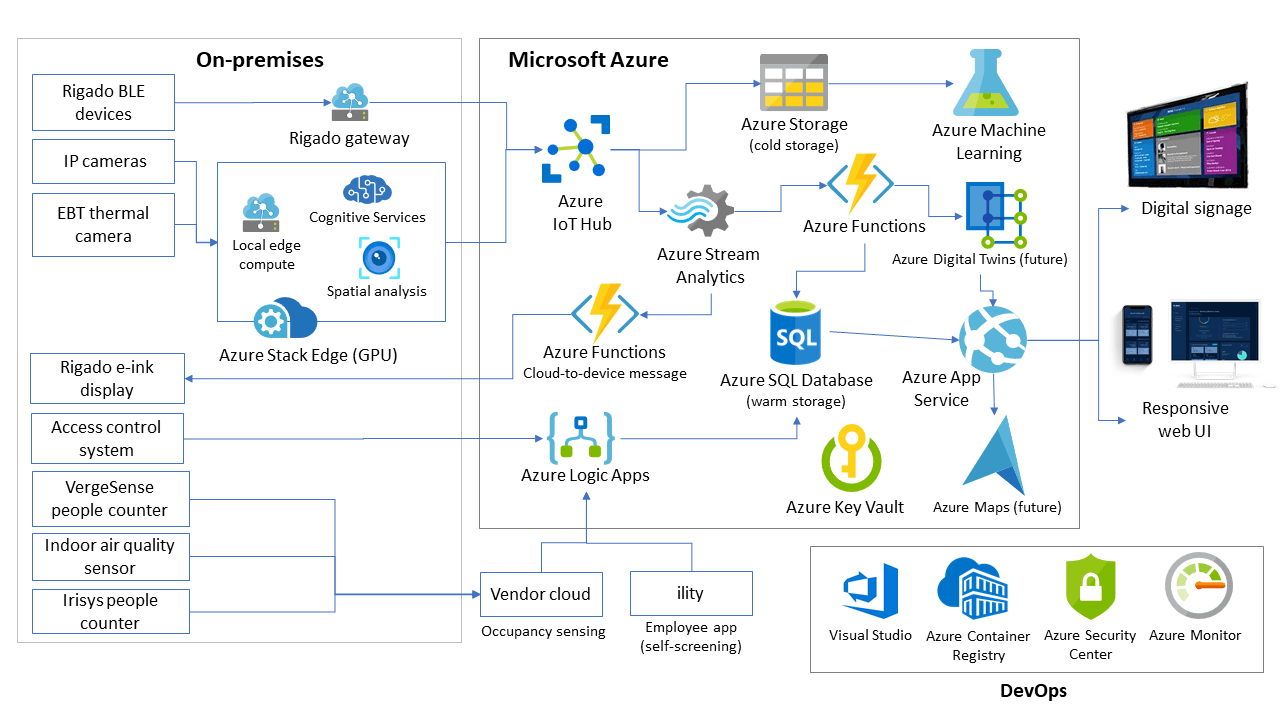 On-premises
Rigado BLE
devices
Rigado gateway
IP cameras
EBT thermal
camera
Local edge
compute
Cognitive Services
Spatial analysis
Azure Stack Edge (GPU)
Rigado e-ink
display
Access control
system
VergeSense
people counter
Indoor air quality
sensor
Irisys people
counter
Microsoft Azure
Azure
IoT Hub
Azure Storage
(cold storage)
Azure Machine
Learning
Azure Stream
Analytics
Azure Functions
Azure Digital Twins (future)
Azure Functions
Cloud-to-device message
SQL
Azure SQL Database
(warm storage)
Azure App
Service
Azure Logic Apps
Azure Key Vault
Azure Maps (future)
Vendor cloud
Occupancy sensing
ility
Employee app
(self-screening)
Digital signage
Responsive
web UI
Visual Studio
Azure Container
Registry
Azure Security
Center
Azure Monitor
DevOps